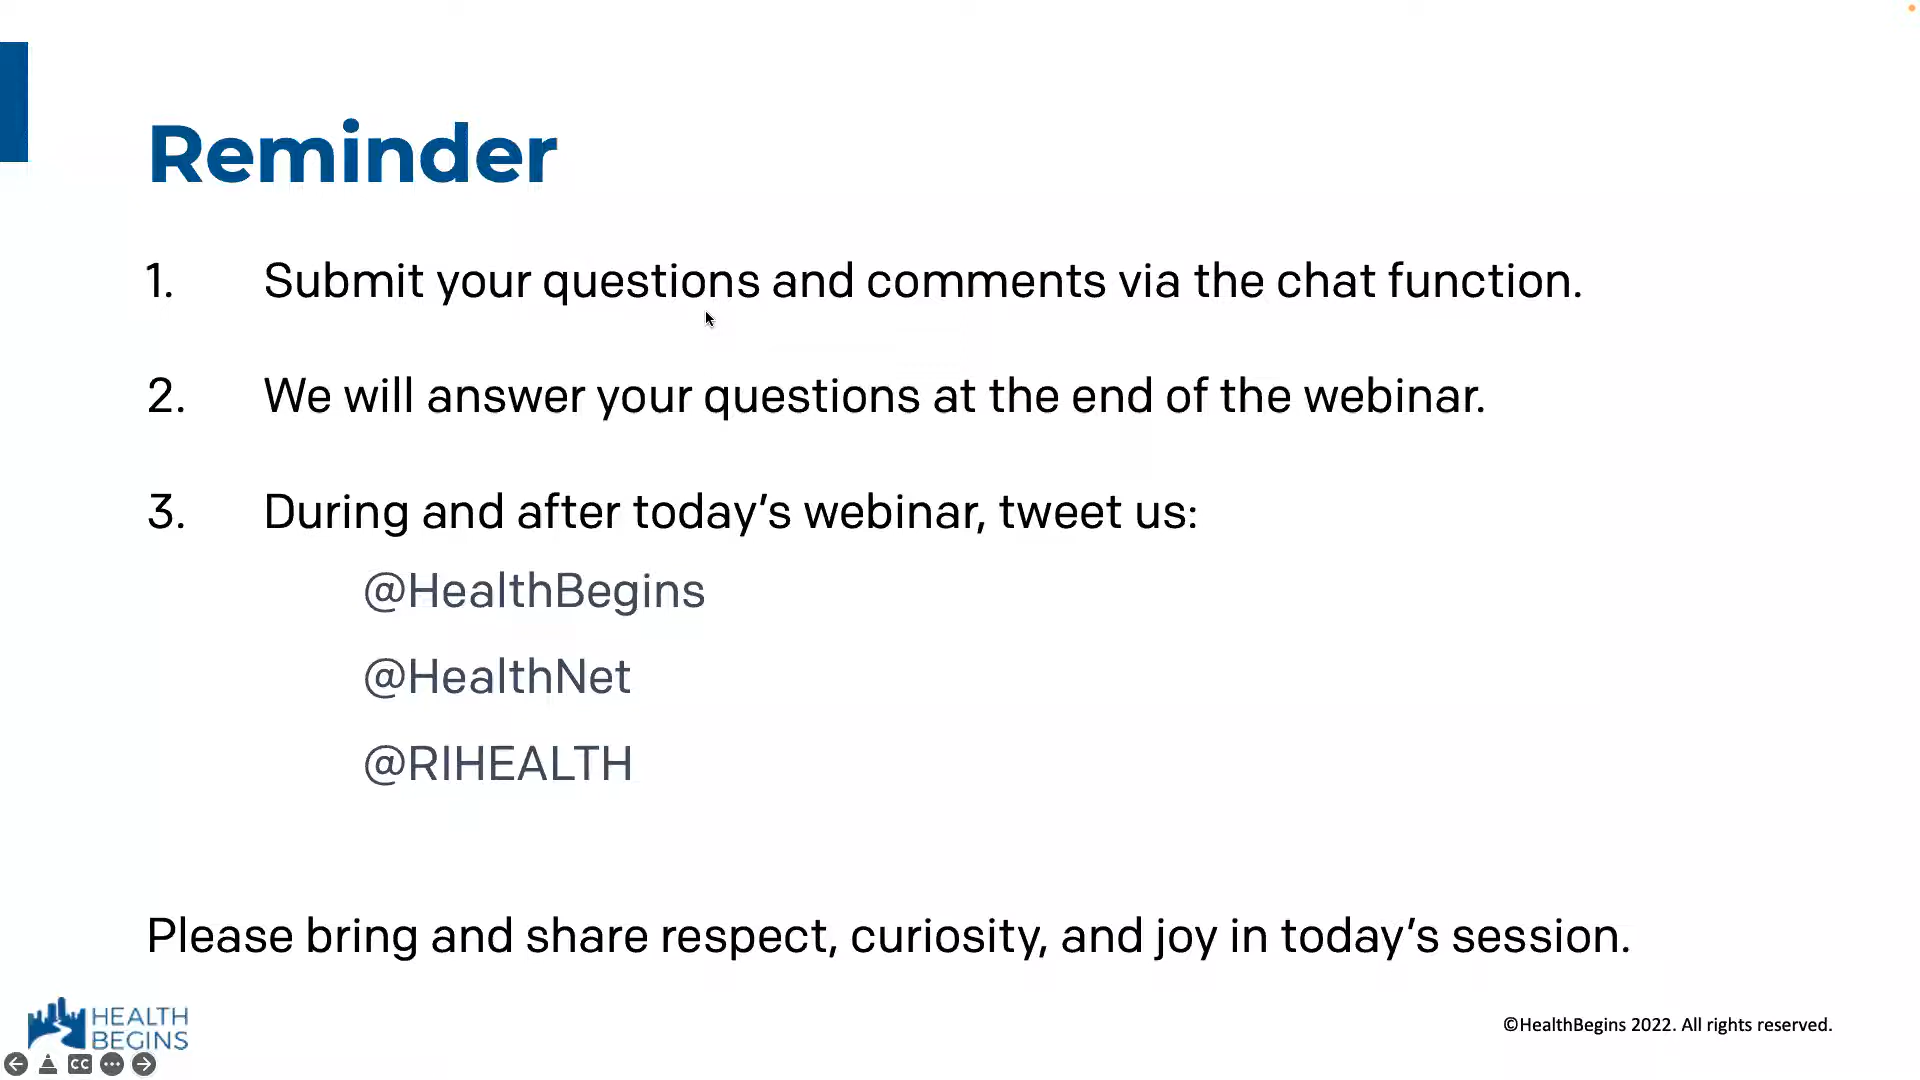 Reminder
1. Submit your questions and comments via the chat function.
2. We will answer your questions at the end of the webinar.
3. During and after today’s webinar, tweet us:
@HealthBegins
@HealthNet
@RIHEALTH
Please bring and share respect, curiosity, and joy in today’s session.
HEALTH
BEGINS
©HealthBegins 2022. All rights reserved.
CC